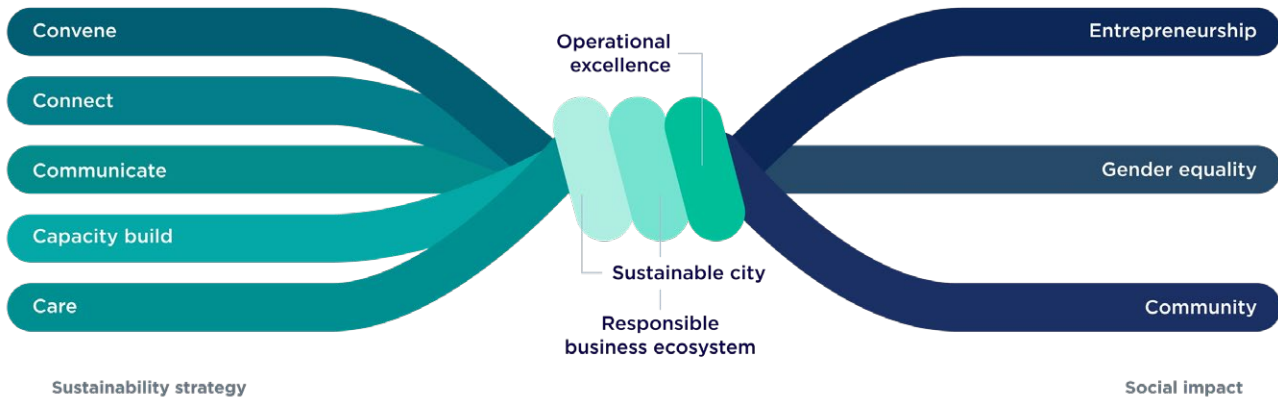 Convene
Connect
Communicate
Capacity build
Care
Sustainability strategy
Operational
excellence
Sustainable city
Responsible
business ecosystem
Entrepreneurship
Gender equality
Community
Social impact